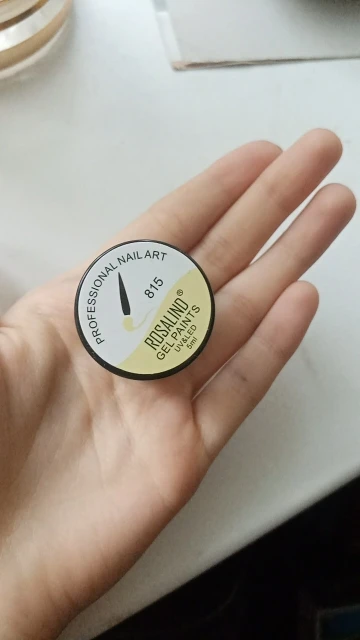 PROFESSIONAL NAIL ART
815
ROSALIND®
GEL PAINTS
UV&LED
5ml